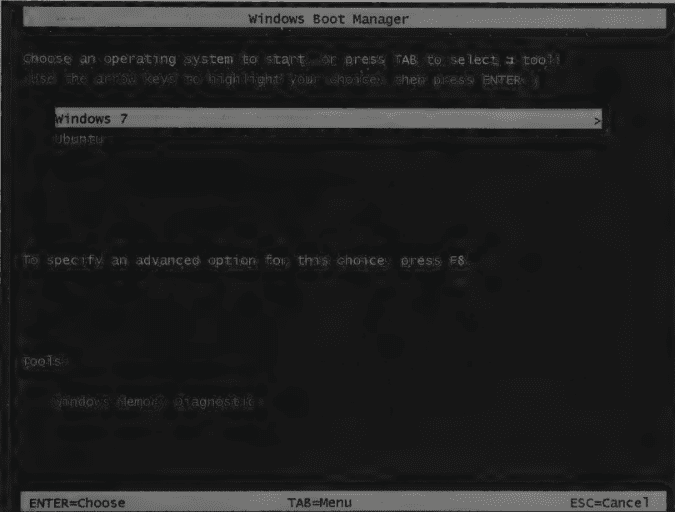 Windows Boot Manager
Choose an operating system to start, or press TAB to select a tool:
(Use the arrow keys to highlight your choice, then press ENTER.)
Windows 7 >
Ubuntu
To specify an advanced option for this choice, press F8.
Tools:
Windows Memory Diagnostic
ENTER=Choose TAB=Menu ESC=Cancel